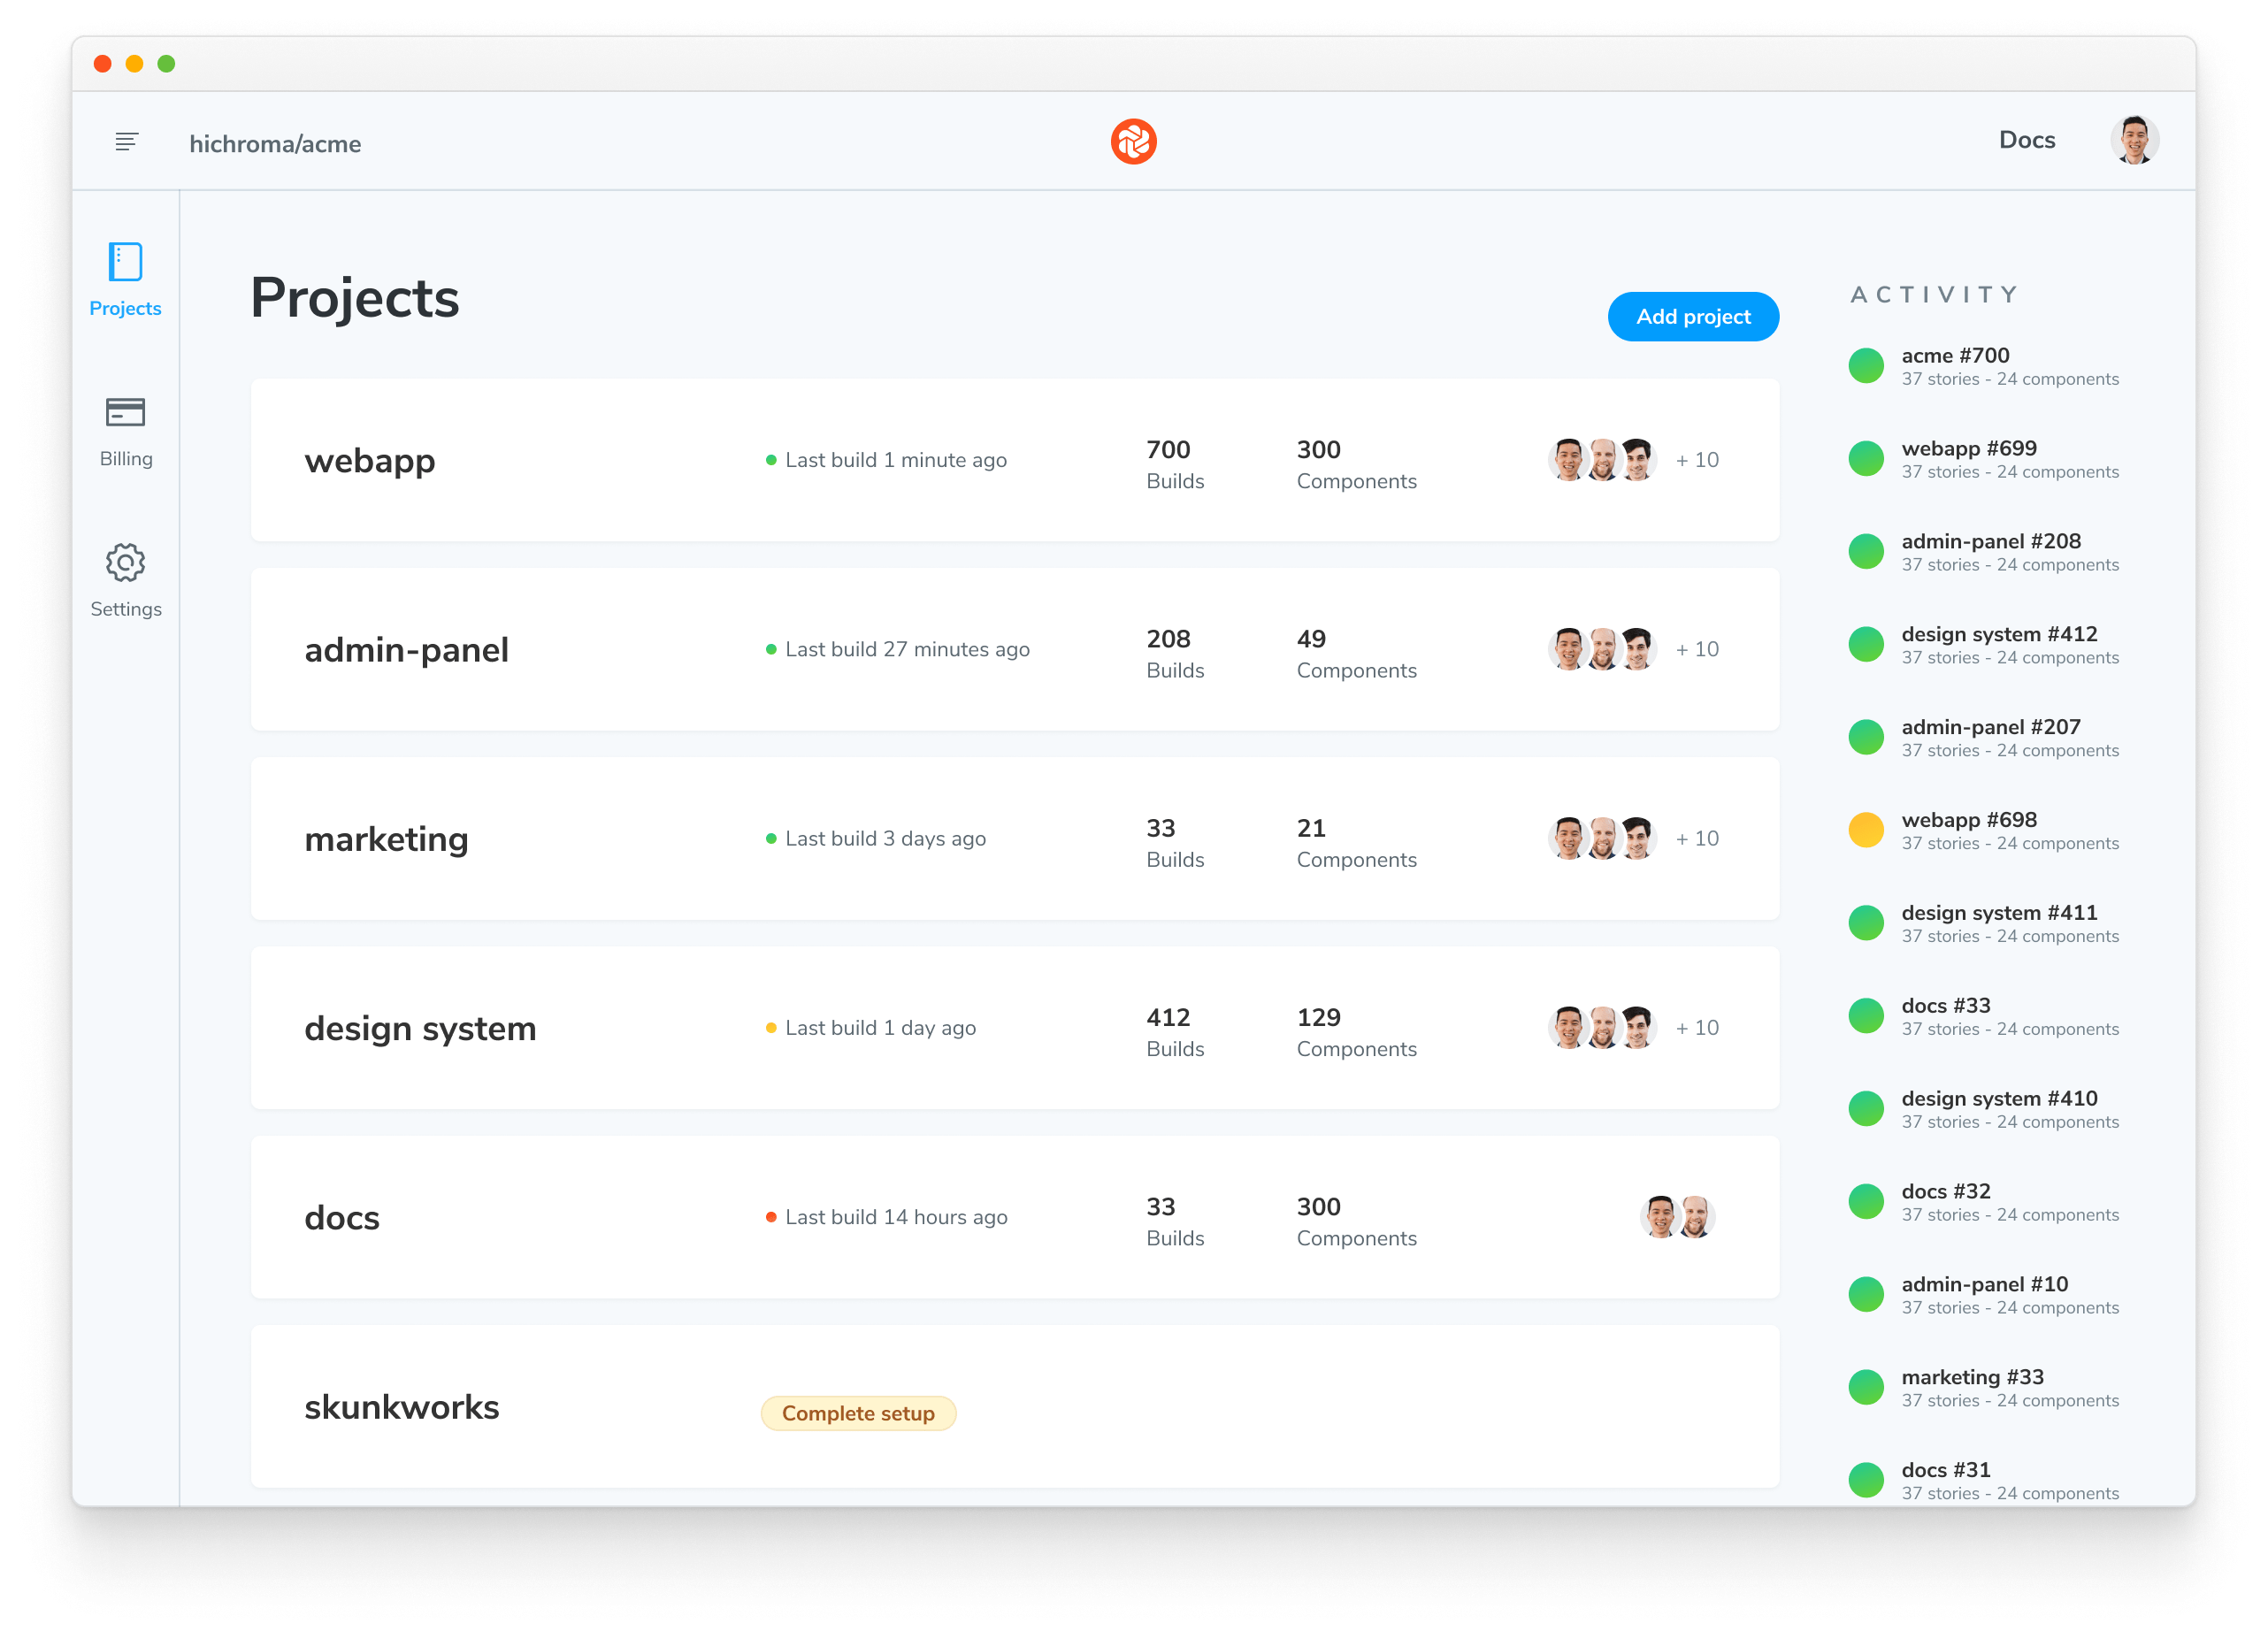 hichroma/acme
Docs
Projects
Billing
Settings
Projects
Add project
webapp
Last build 1 minute ago
700
Builds
300
Components
+ 10
admin-panel
Last build 27 minutes ago
208
Builds
49
Components
+ 10
marketing
Last build 3 days ago
33
Builds
21
Components
+ 10
design system
Last build 1 day ago
412
Builds
129
Components
+ 10
docs
Last build 14 hours ago
33
Builds
300
Components
skunkworks
Complete setup
ACTIVITY
acme #700
37 stories - 24 components
webapp #699
37 stories - 24 components
admin-panel #208
37 stories - 24 components
design system #412
37 stories - 24 components
admin-panel #207
37 stories - 24 components
webapp #698
37 stories - 24 components
design system #411
37 stories - 24 components
docs #33
37 stories - 24 components
design system #410
37 stories - 24 components
docs #32
37 stories - 24 components
admin-panel #10
37 stories - 24 components
marketing #33
37 stories - 24 components
docs #31
37 stories - 24 components